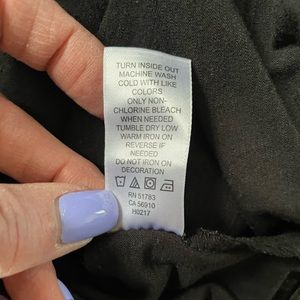 TURN INSIDE OUT
MACHINE WASH
COLD WITH LIKE
COLORS
ONLY NON-
CHLORINE BLEACH
WHEN NEEDED
TUMBLE DRY LOW
WARM IRON ON
REVERSE IF
NEEDED
DO NOT IRON ON
DECORATION
RN 51783
CA 56910
H0217